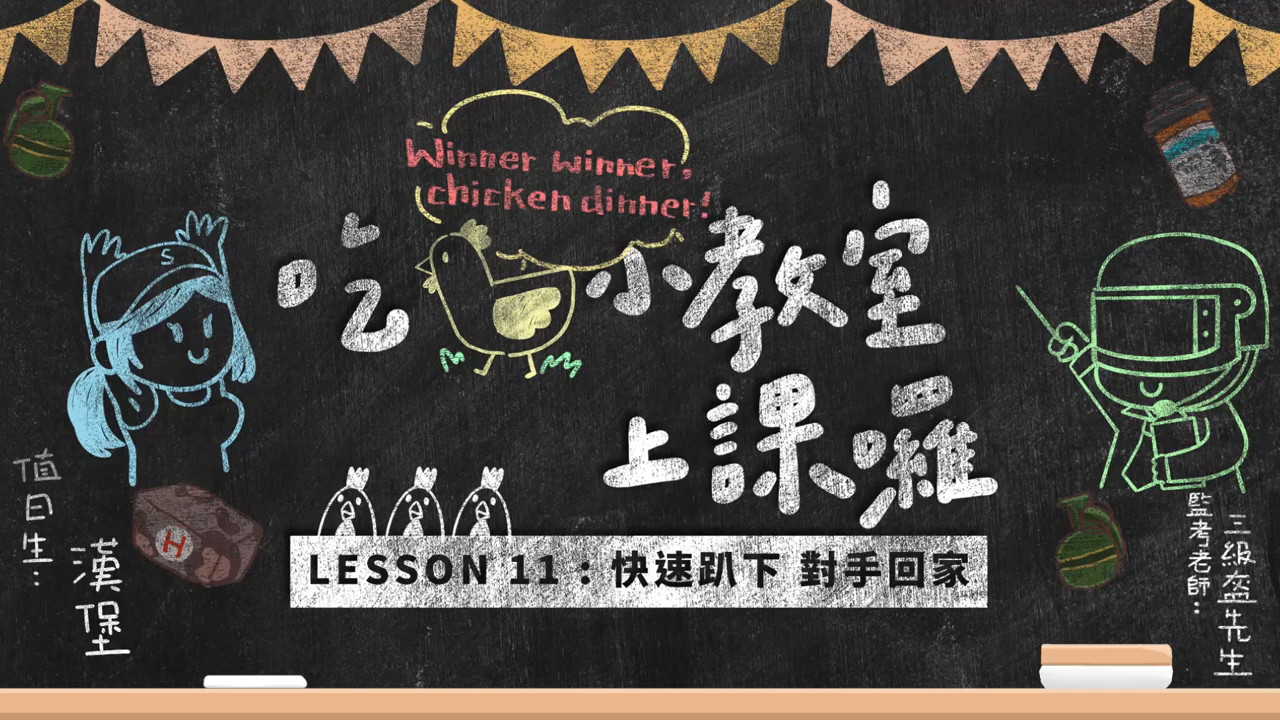 Winner winner,
chicken dinner!
吃 小教室
上課囉
LESSON 11：快速趴下 對手回家
S
值日生：
漢堡
H
監考老師：
三級盔先生